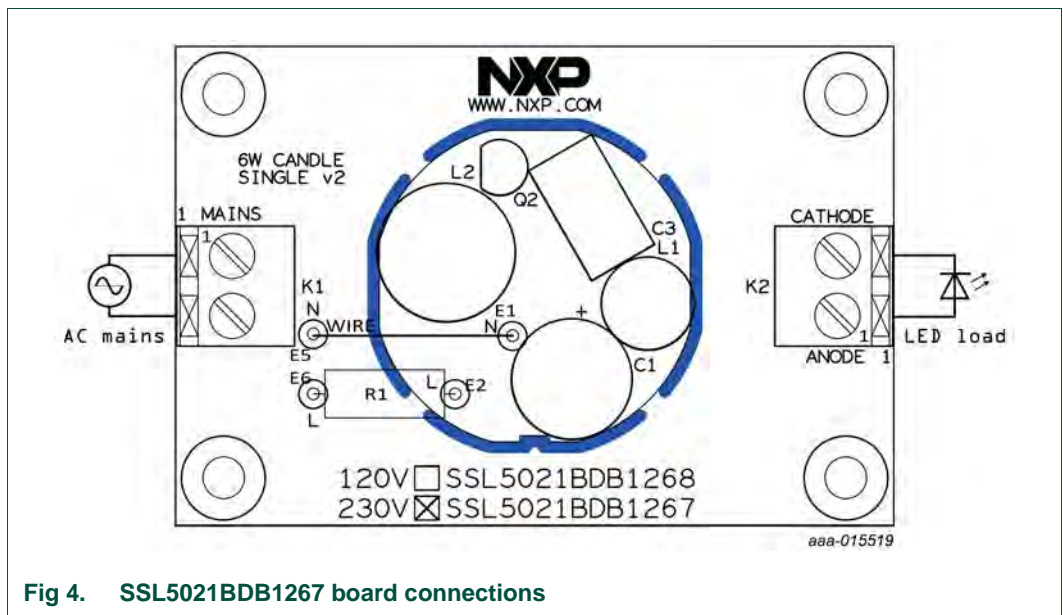 NXP
WWW.NXP.COM
6W CANDLE
SINGLE v2
L2
Q2
C3
L1
1 MAINS
1
K1
N
WIRE
E1
N
+
C1
E5
E6
R1
L
E2
L
AC mains
CATHODE
K2
1
ANODE 1
LED load
120V SSL5021BDB1268
230V SSL5021BDB1267
aaa-015519
Fig 4. SSL5021BDB1267 board connections